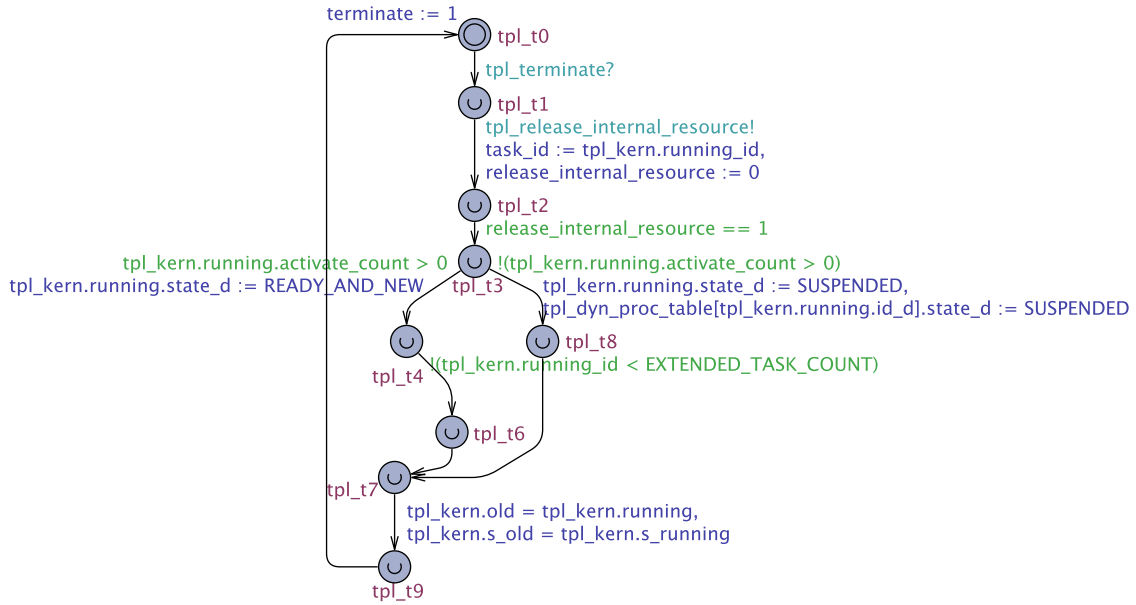 terminate := 1
tpl_t0
tpl_terminate?
tpl_t1
tpl_release_internal_resource!
task_id := tpl_kern.running_id,
release_internal_resource := 0
tpl_t2
release_internal_resource == 1
tpl_kern.running.activate_count > 0
!(tpl_kern.running.activate_count > 0)
tpl_kern.running.state_d := READY_AND_NEW
tpl_t3
tpl_kern.running.state_d := SUSPENDED,
tpl_dyn_proc_table[tpl_kern.running.id_d].state_d := SUSPENDED
tpl_t8
!(tpl_kern.running_id < EXTENDED_TASK_COUNT)
tpl_t4
tpl_t6
tpl_t7
tpl_kern.old = tpl_kern.running,
tpl_kern.s_old = tpl_kern.s_running
tpl_t9